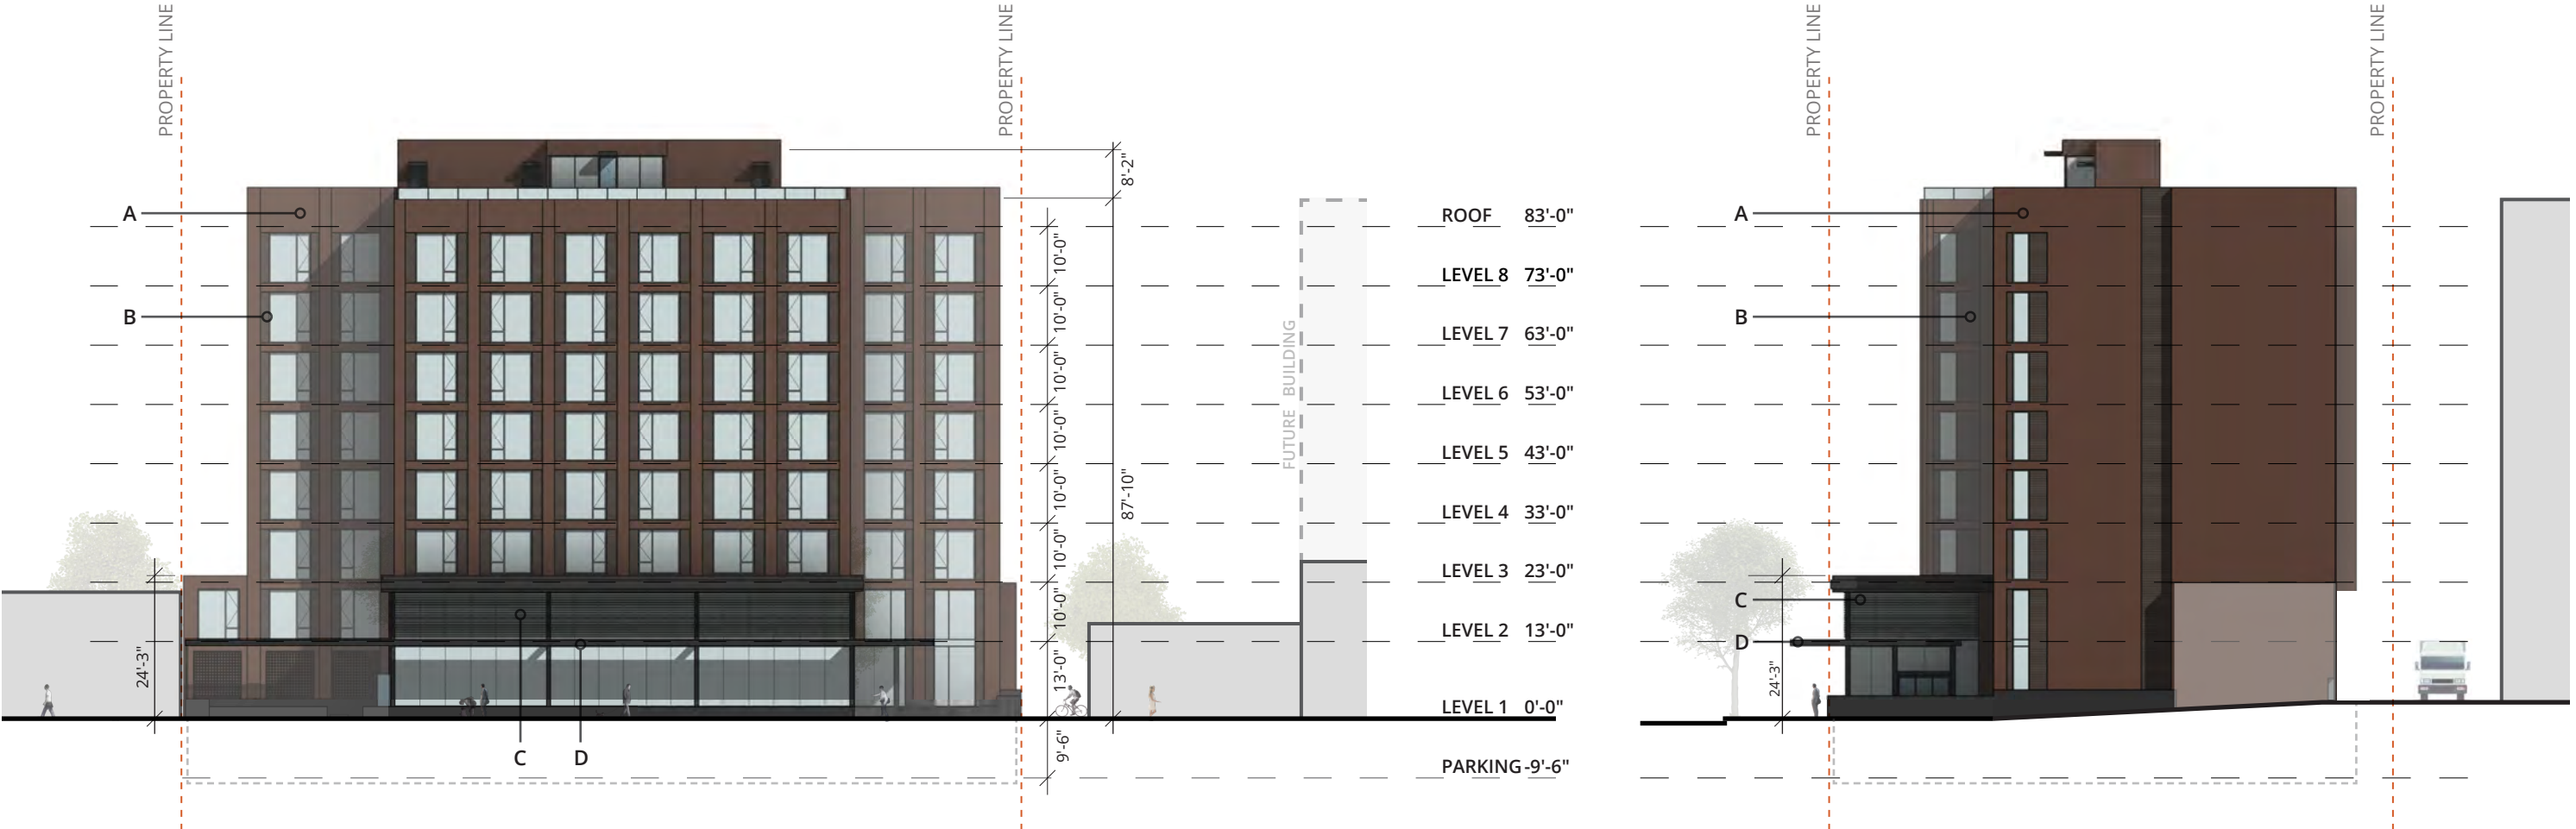 PROPERTY LINE
PROPERTY LINE
PROPERTY LINE
PROPERTY LINE
A
B
C
D
24'-3"
8'-2"
87'-10"
10'-0"
10'-0"
10'-0"
10'-0"
10'-0"
10'-0"
10'-0"
13'-0"
9'-6"
FUTURE BUILDING
ROOF 83'-0"
LEVEL 8 73'-0"
LEVEL 7 63'-0"
LEVEL 6 53'-0"
LEVEL 5 43'-0"
LEVEL 4 33'-0"
LEVEL 3 23'-0"
LEVEL 2 13'-0"
LEVEL 1 0'-0"
PARKING -9'-6"
A
B
C
D
24'-3"